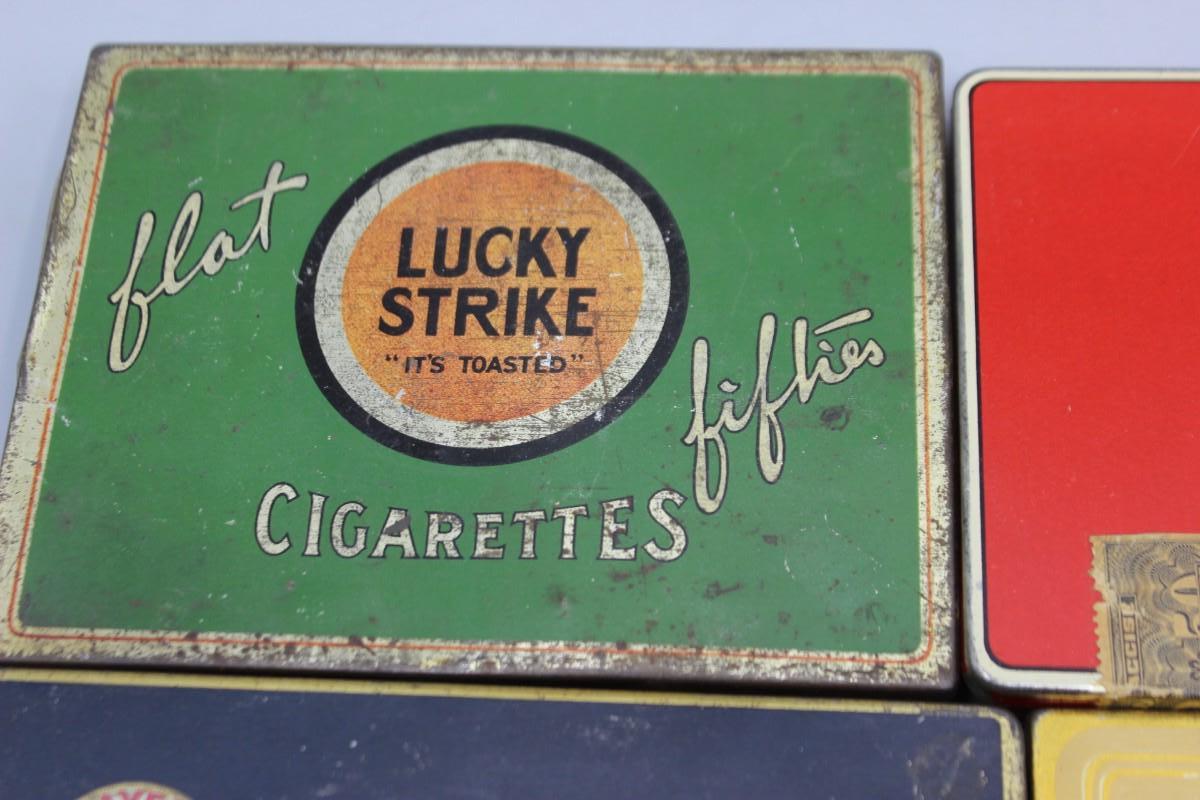 flat
LUCKY
STRIKE
"IT'S TOASTED"
fifties
CIGARETTES